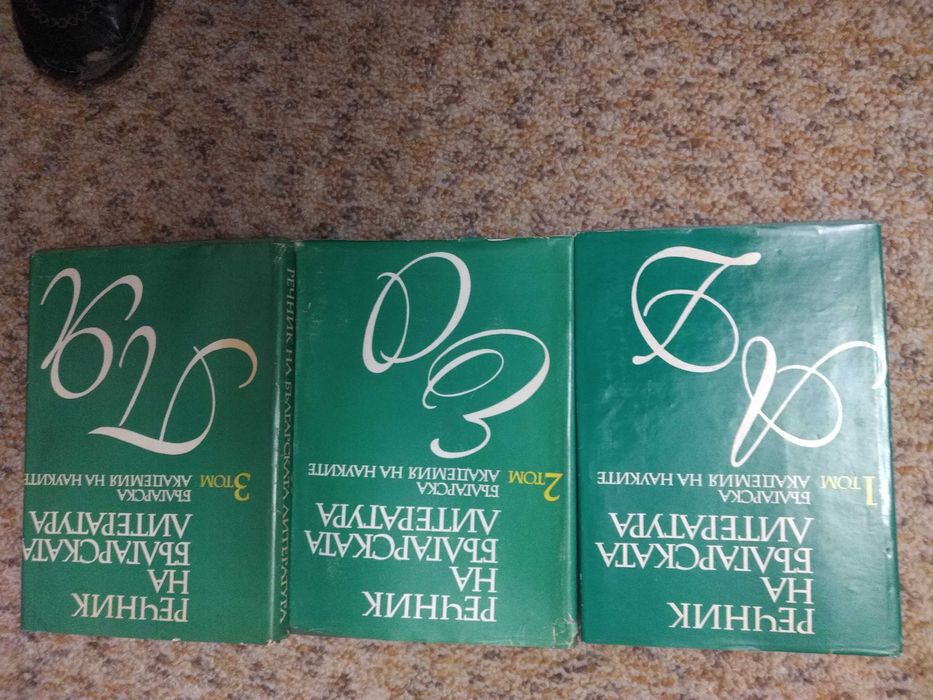 РЕЧНИК
НА
БЪЛГАРСКАТА
ЛИТЕРАТУРА
БЪЛГАРСКА
1 ТОМ АКАДЕМИЯ НА НАУКИТЕ
А
Д
РЕЧНИК
НА
БЪЛГАРСКАТА
ЛИТЕРАТУРА
БЪЛГАРСКА
2 ТОМ АКАДЕМИЯ НА НАУКИТЕ
Е
О
РЕЧНИК НА БЪЛГАРСКАТА ЛИТЕРАТУРА
РЕЧНИК
НА
БЪЛГАРСКАТА
ЛИТЕРАТУРА
БЪЛГАРСКА
3 ТОМ АКАДЕМИЯ НА НАУКИТЕ
П
Я